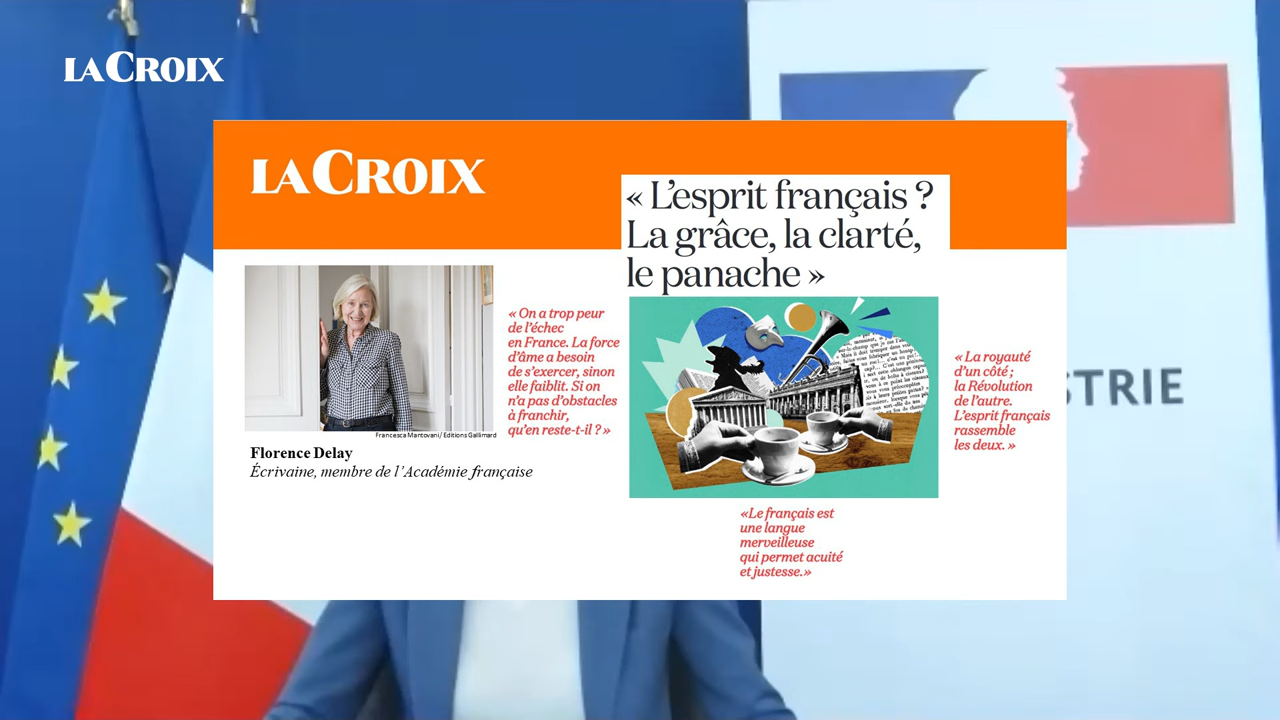 LA CROIX
LA CROIX
« L’esprit français ?
La grâce, la clarté,
le panache »
« On a trop peur
de l’échec
en France. La force
d’âme a besoin
de s’exercer, sinon
elle faiblit. Si on
n’a pas d’obstacles
à franchir,
qu’en reste-t-il ? »
Francesca Mantovani / Editions Gallimard
Florence Delay
Écrivaine, membre de l’Académie française
« La royauté
d’un côté ;
la Révolution
de l’autre.
L’esprit français
rassemble
les deux. »
STRIE
«Le français est
une langue
merveilleuse
qui permet acuité
et justesse.»